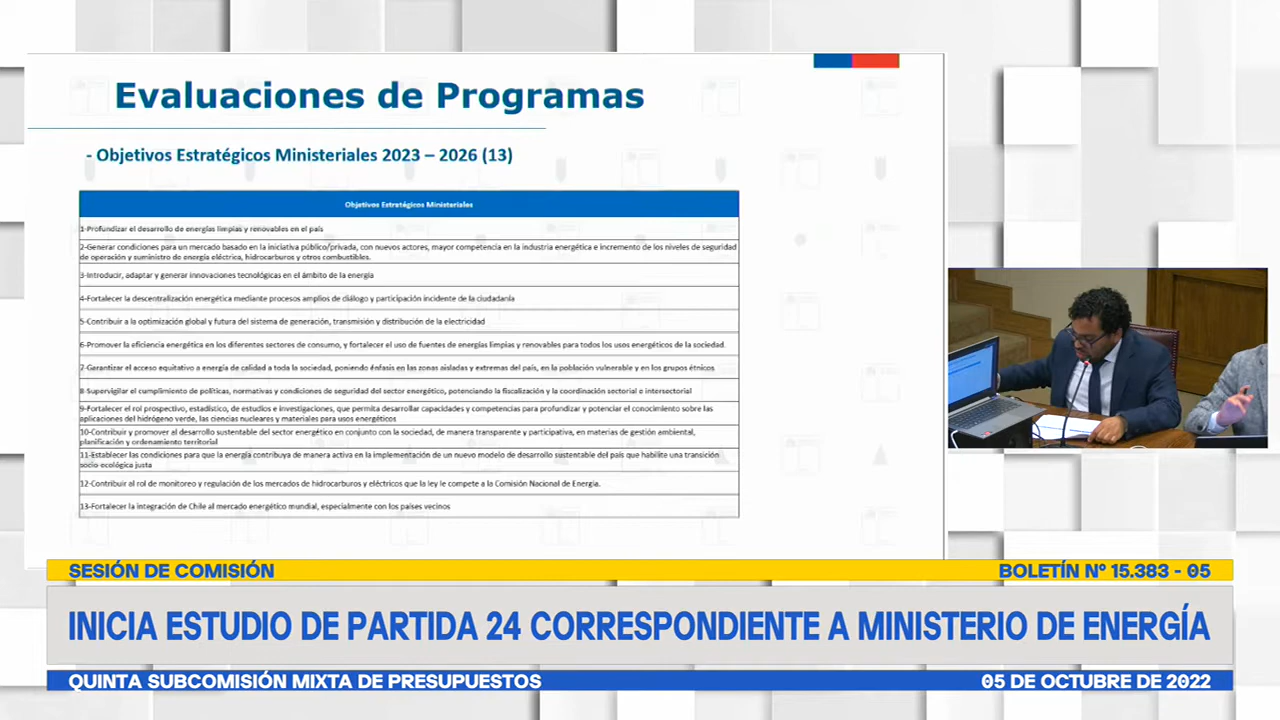 Evaluaciones de Programas
- Objetivos Estratégicos Ministeriales 2023 – 2026 (13)
Objetivos Estratégicos Ministeriales
1-Profundizar el desarrollo de energías limpias y renovables en el país
2-Generar condiciones para un mercado basado en la iniciativa público/privada, con nuevos actores, mayor competencia en la industria energética e incremento de los niveles de seguridad
de operación y suministro de energía eléctrica, hidrocarburos y otros combustibles.
3-Introducir, adaptar y generar innovaciones tecnológicas en el ámbito de la energía
4-Fortalecer la descentralización energética mediante procesos amplios de diálogo y participación incidente de la ciudadanía
5-Contribuir a la optimización global y futura del sistema de generación, transmisión y distribución de la electricidad
6-Promover la eficiencia energética en los diferentes sectores de consumo, y fortalecer el uso de fuentes de energías limpias y renovables para todos los usos energéticos de la sociedad.
7-Garantizar el acceso equitativo a energía de calidad a toda la sociedad, poniendo énfasis en las zonas aisladas y extremas del país, en la población vulnerable y en los grupos étnicos
8-Supervigilar el cumplimiento de políticas, normativas y condiciones de seguridad del sector energético, potenciando la fiscalización y la coordinación sectorial e intersectorial
9-Fortalecer el rol prospectivo, estadístico, de estudios e investigaciones, que permita desarrollar capacidades y competencias para profundizar y potenciar el conocimiento sobre las
aplicaciones del hidrógeno verde, las ciencias nucleares y materiales para usos energéticos
10-Contribuir y promover al desarrollo sustentable del sector energético en conjunto con la sociedad, de manera transparente y participativa, en materias de gestión ambiental,
planificación y ordenamiento territorial
11-Establecer las condiciones para que la energía contribuya de manera activa en la implementación de un nuevo modelo de desarrollo sustentable del país que habilite una transición
socio-ecológica justa
12-Contribuir al rol de monitoreo y regulación de los mercados de hidrocarburos y eléctricos que la ley le compete a la Comisión Nacional de Energía.
13-Fortalecer la integración de Chile al mercado energético mundial, especialmente con los países vecinos
SESIÓN DE COMISIÓN
BOLETÍN N° 15.383 - 05
INICIA ESTUDIO DE PARTIDA 24 CORRESPONDIENTE A MINISTERIO DE ENERGÍA
QUINTA SUBCOMISIÓN MIXTA DE PRESUPUESTOS
05 DE OCTUBRE DE 2022